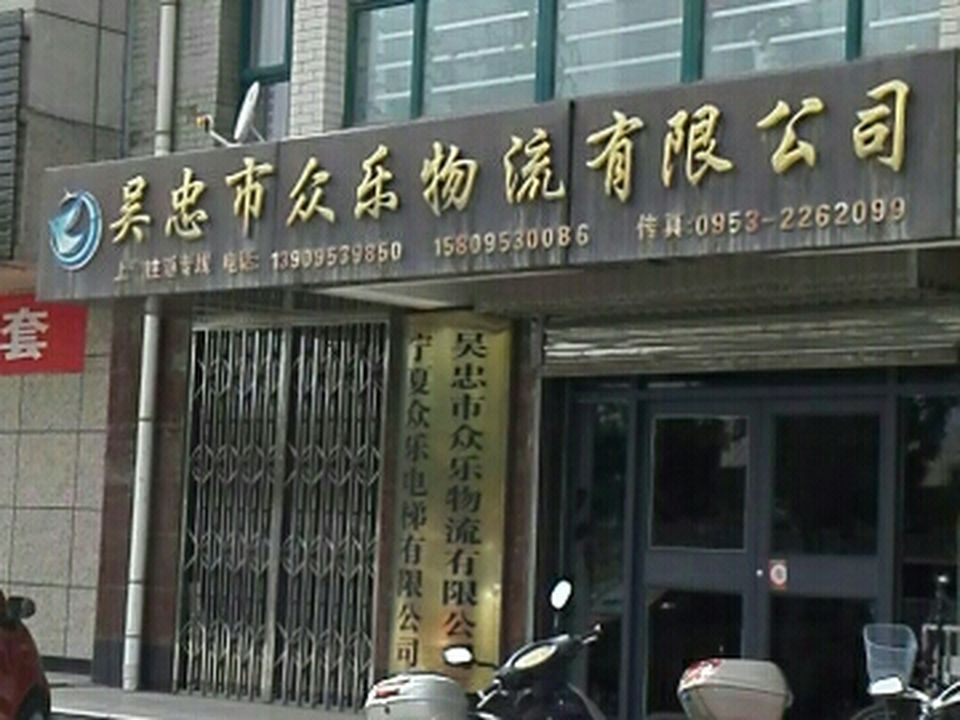 吴忠市众乐物流有限公司
专线 电话: 13909539850 15809530086 传真:0953-2262099
套
吴忠市众乐物流有限公
宁夏众乐电梯有限公司